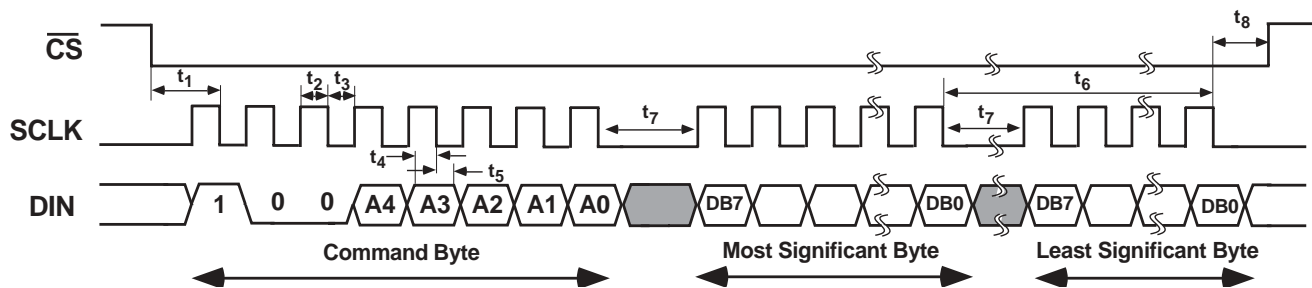 t8
CS
t1 t2 t3 t6
SCLK t7 t7
t4 t5
DIN 1 0 0 A4 A3 A2 A1 A0 DB7 DB0 DB7 DB0
Command Byte Most Significant Byte Least Significant Byte